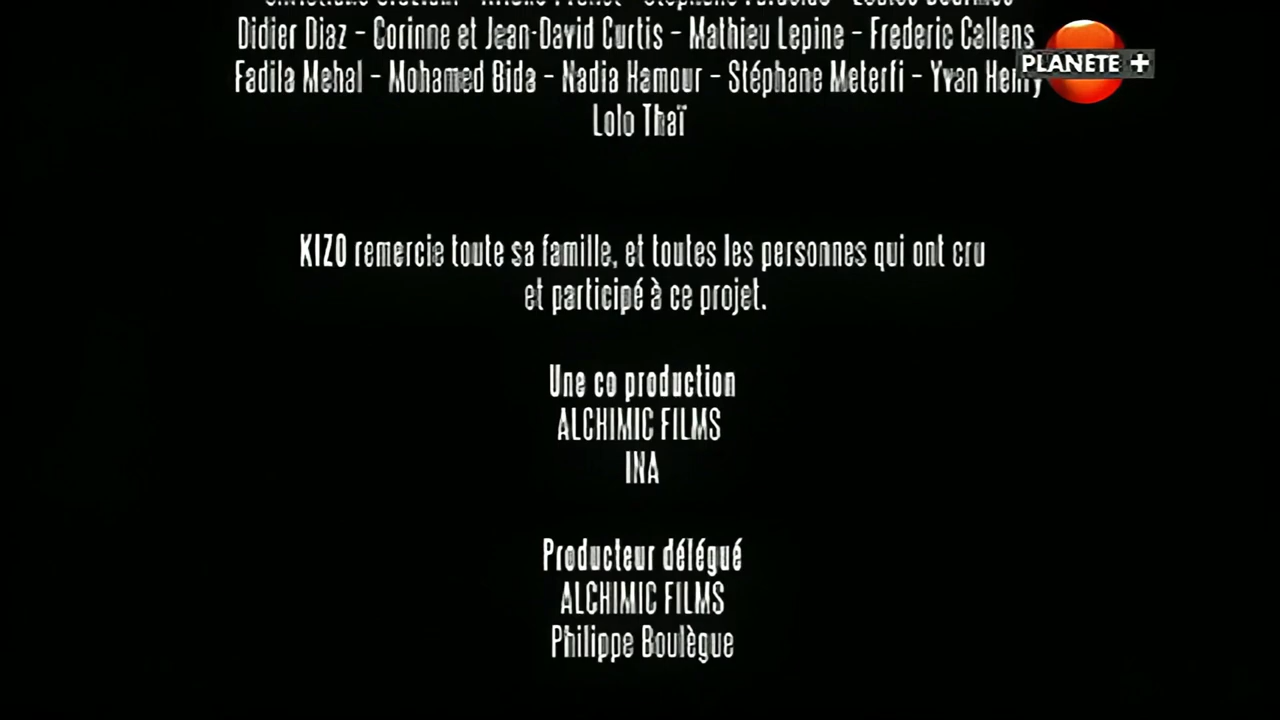 Didier Diaz - Corinne et Jean-David Curtis - Mathieu Lepine - Frederic Callens
PLANETE +
Fadila Mehal - Mohamed Bida - Nadia Hamour - Stéphane Meterfi - Yvan Henry
Lolo Thaï
KIZO remercie toute sa famille, et toutes les personnes qui ont cru
et participé à ce projet.
Une co production
ALCHIMIC FILMS
INA
Producteur délégué
ALCHIMIC FILMS
Philippe Boulègue